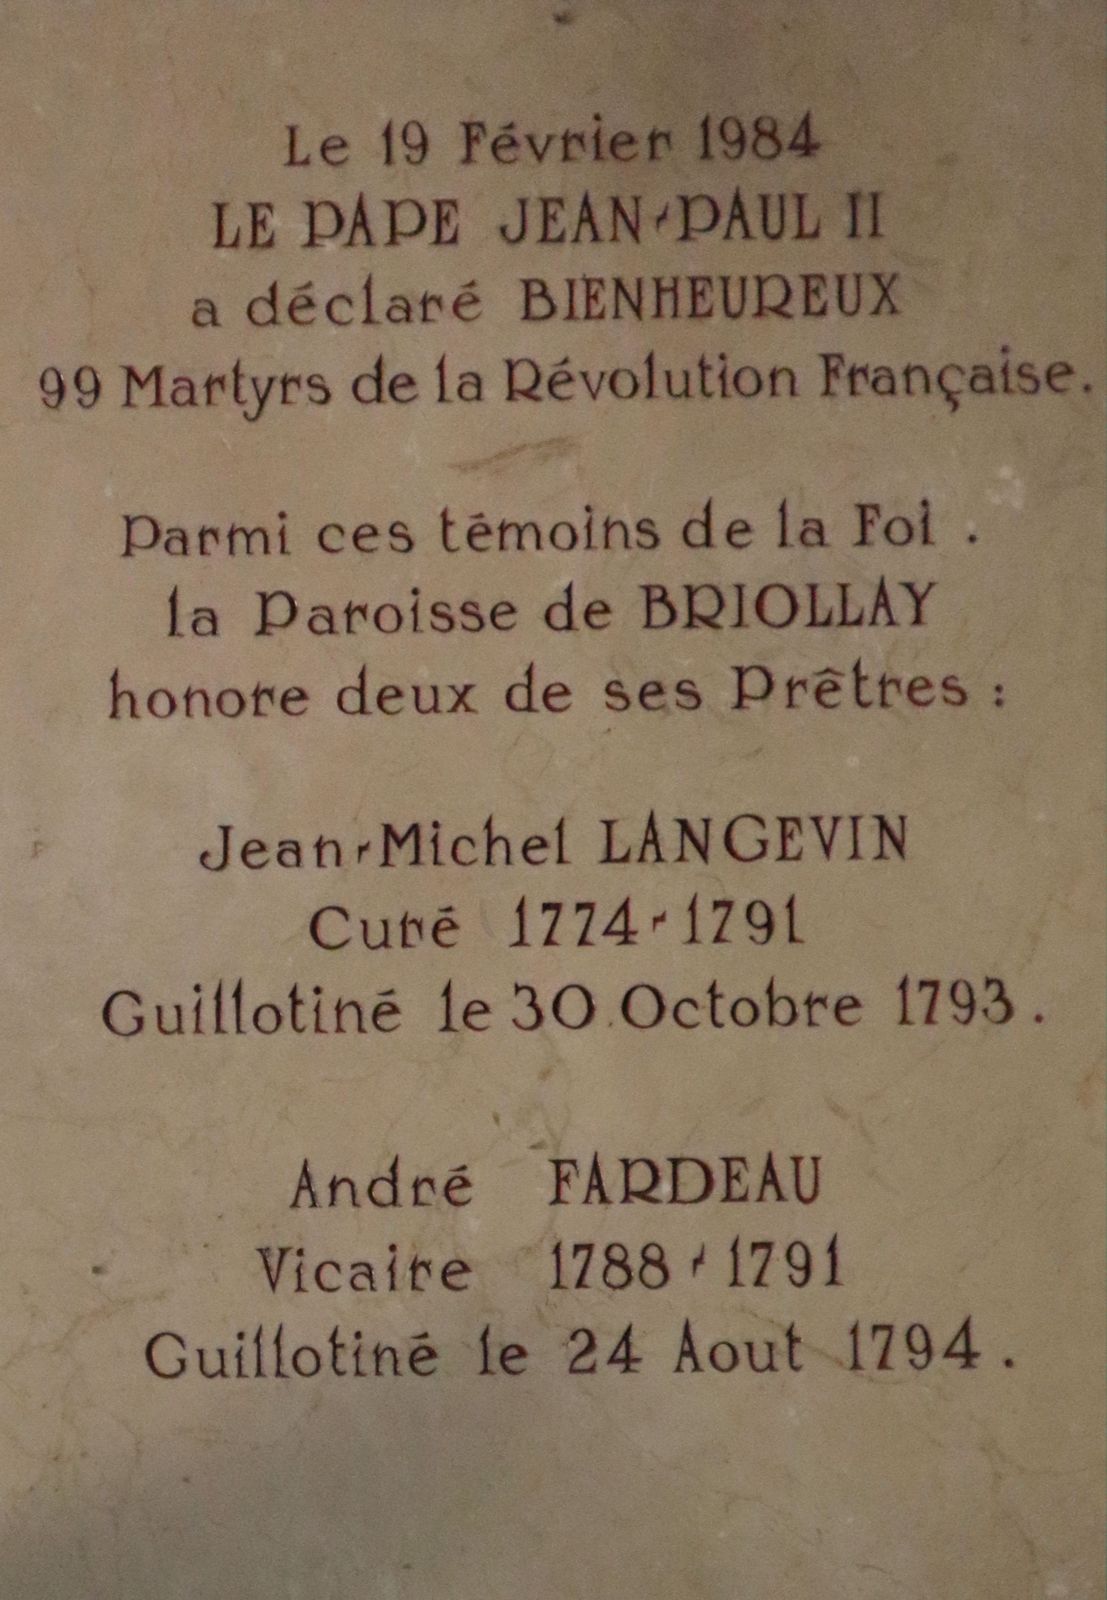 Le 19 Février 1984
LE PAPE JEAN-PAUL II
a déclaré BIENHEUREUX
99 Martyrs de la Révolution Française.
Parmi ces témoins de la Foi .
la Paroisse de BRIOLLAY
honore deux de ses Prêtres :
Jean-Michel LANGEVIN
Curé 1774-1791
Guillotiné le 30 Octobre 1793.
André FARDEAU
Vicaire 1788-1791
Guillotiné le 24 Aout 1794.